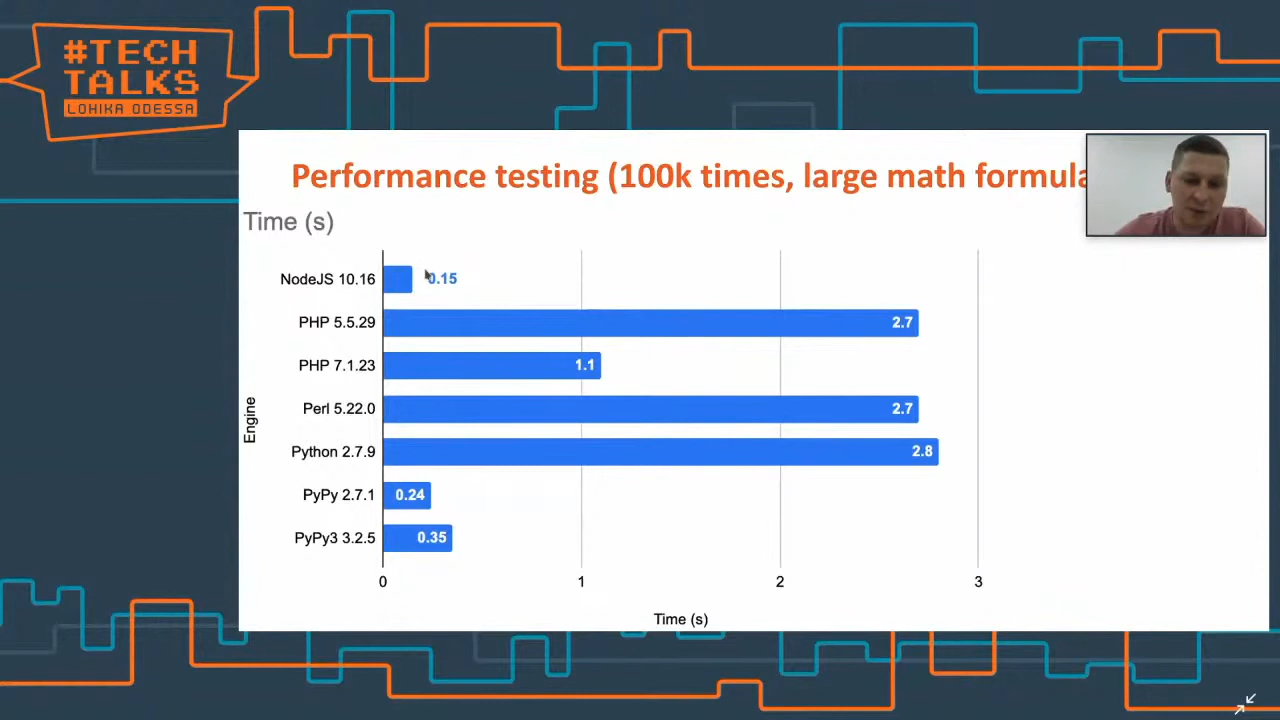 #TECH
TALKS
LOHIKA ODESSA
Performance testing (100k times, large math formula
Time (s)
NodeJS 10.16 0.15
PHP 5.5.29 2.7
PHP 7.1.23 1.1
Perl 5.22.0 2.7
Python 2.7.9 2.8
PyPy 2.7.1 0.24
PyPy3 3.2.5 0.35
Engine
0 1 2 3
Time (s)